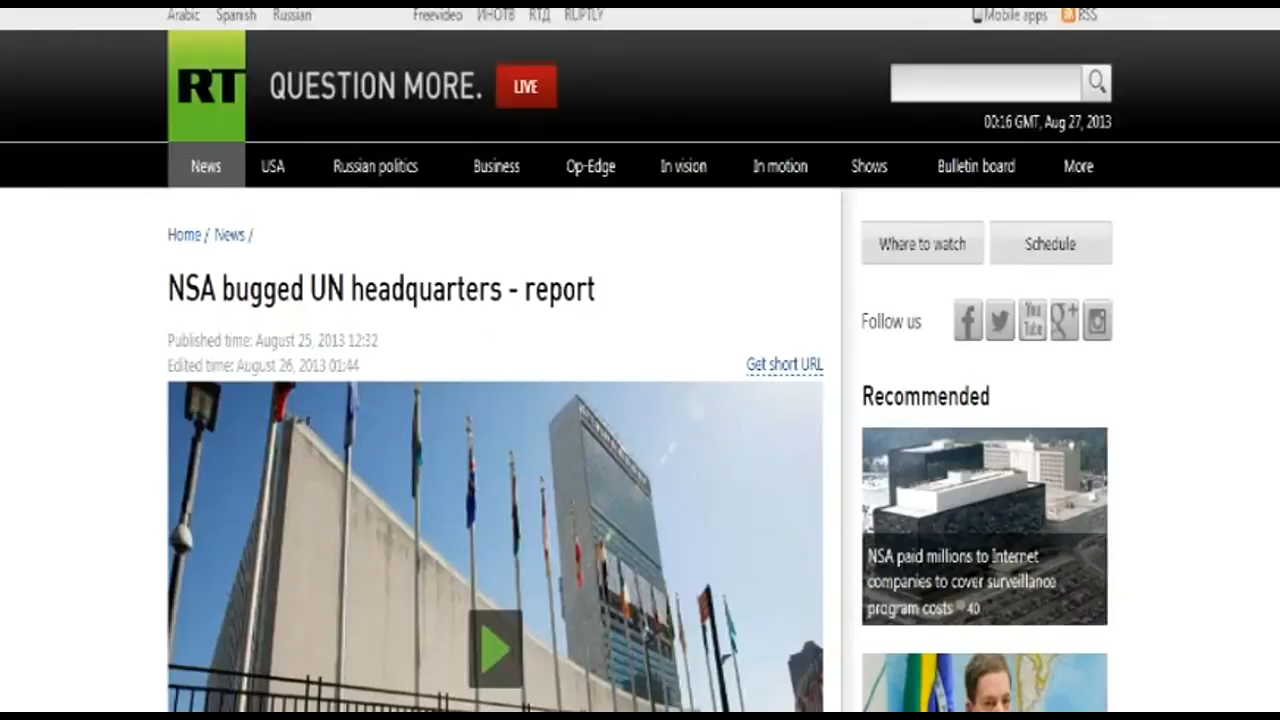 Arabic Spanish Russian Freevideo ИНОТВ RTД RUPTLY Mobile apps RSS
RT QUESTION MORE. LIVE
00:16 GMT, Aug 27, 2013
News USA Russian politics Business Op-Edge In vision In motion Shows Bulletin board More
Home / News /
Where to watch Schedule
NSA bugged UN headquarters - report
Follow us
You
Tube
Published time: August 25, 2013 12:32
Edited time: August 26, 2013 01:44
Get short URL
Recommended
NSA paid millions to Internet
companies to cover surveillance
program costs 40